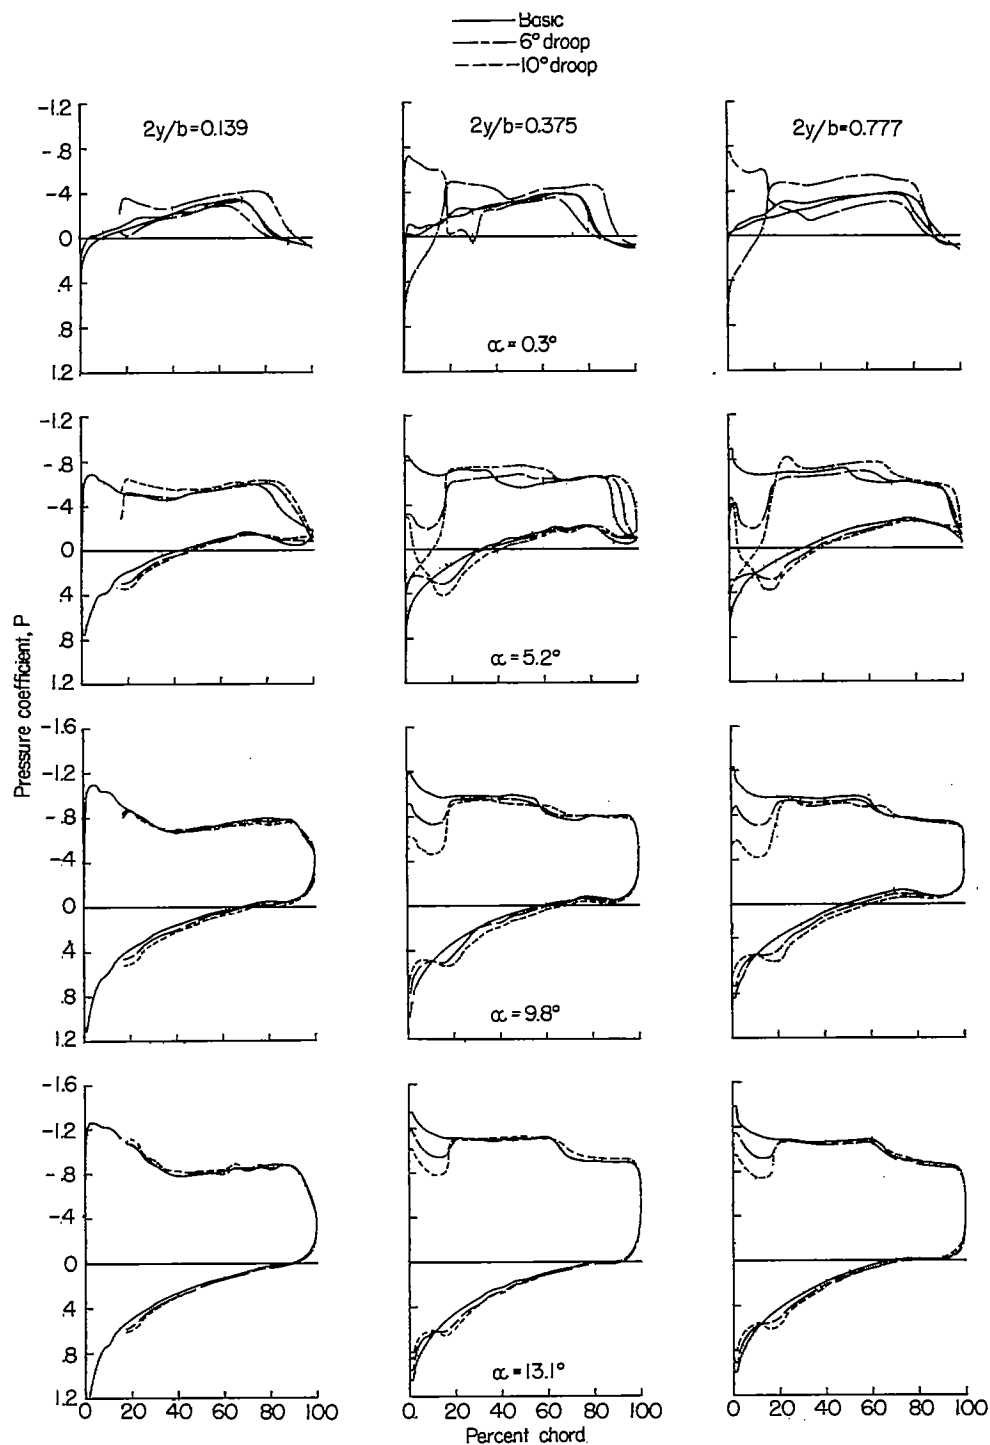 Basic
6° droop
10° droop
2y/b=0.139
2y/b=0.375
2y/b=0.777
-1.2
-.8
-.4
0
.4
.8
1.2
α = 0.3°
-1.2
-.8
-.4
0
.4
.8
1.2
α = 5.2°
Pressure coefficient, P
-1.6
-1.2
-.8
-.4
0
.4
.8
1.2
α = 9.8°
-1.6
-1.2
-.8
-.4
0
.4
.8
1.2
α = 13.1°
0 20 40 60 80 100
0 20 40 60 80 100
0 20 40 60 80 100
Percent chord